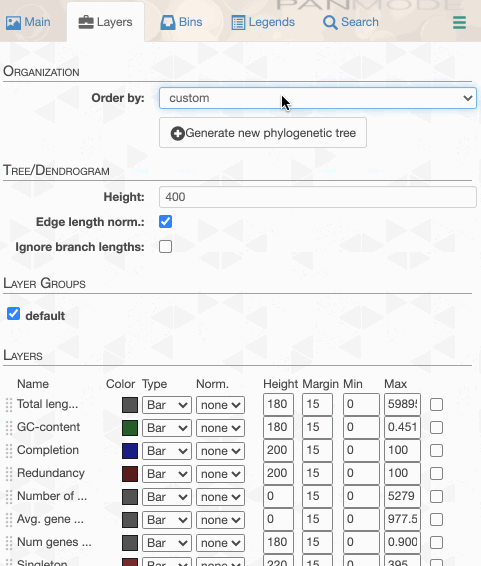 PANMODE
Main Layers Bins Legends Search
ORGANIZATION
Order by: custom
Generate new phylogenetic tree
TREE/DENDROGRAM
Height: 400
Edge length norm.:
Ignore branch lengths:
LAYER GROUPS
default
LAYERS
Name Color Type Norm. Height Margin Min Max
Total leng... Bar none 180 15 0 5989
GC-content Bar none 180 15 0 0.451
Completion Bar none 200 15 0 100
Redundancy Bar none 200 15 0 100
Number of ... Bar none 0 15 0 5279
Avg. gene ... Bar none 0 15 0 977.5
Num genes ... Bar none 180 15 0 0.900
Singleton Bar none 220 15 0 395